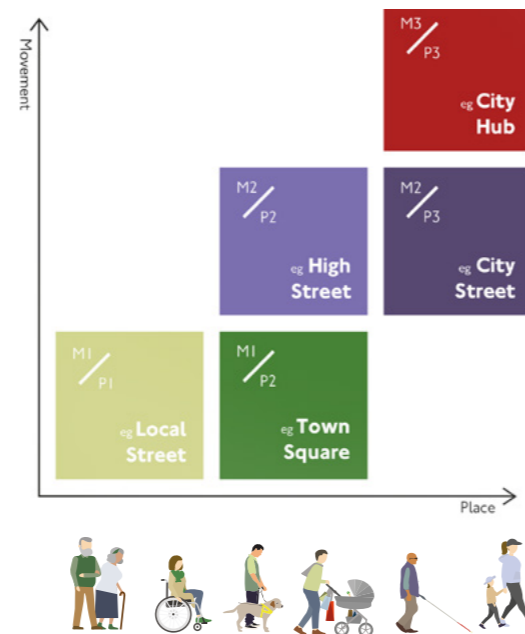 Movement
M3
P3
eg City
Hub
M2
P2
eg High
Street
M2
P3
eg City
Street
M1
P1
eg Local
Street
M1
P2
eg Town
Square
Place